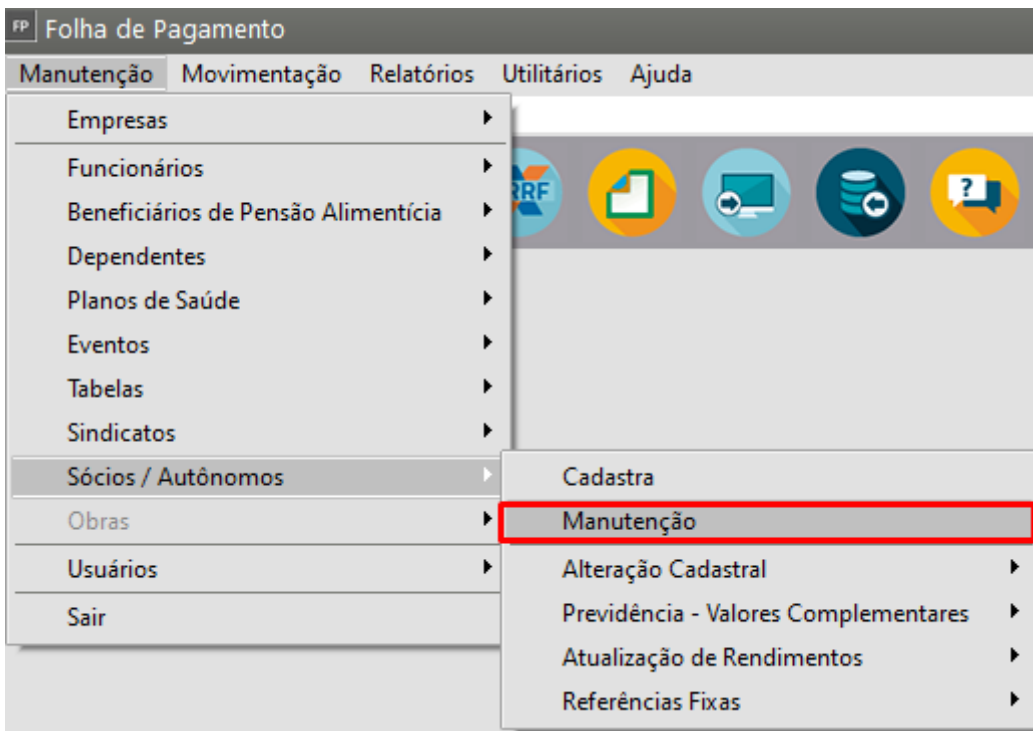 FP Folha de Pagamento
Manutenção Movimentação Relatórios Utilitários Ajuda
Empresas
Funcionários
Beneficiários de Pensão Alimentícia
Dependentes
Planos de Saúde
Eventos
Tabelas
Sindicatos
Sócios / Autônomos
Obras
Usuários
Sair
RRF
?
Cadastra
Manutenção
Alteração Cadastral
Previdência - Valores Complementares
Atualização de Rendimentos
Referências Fixas